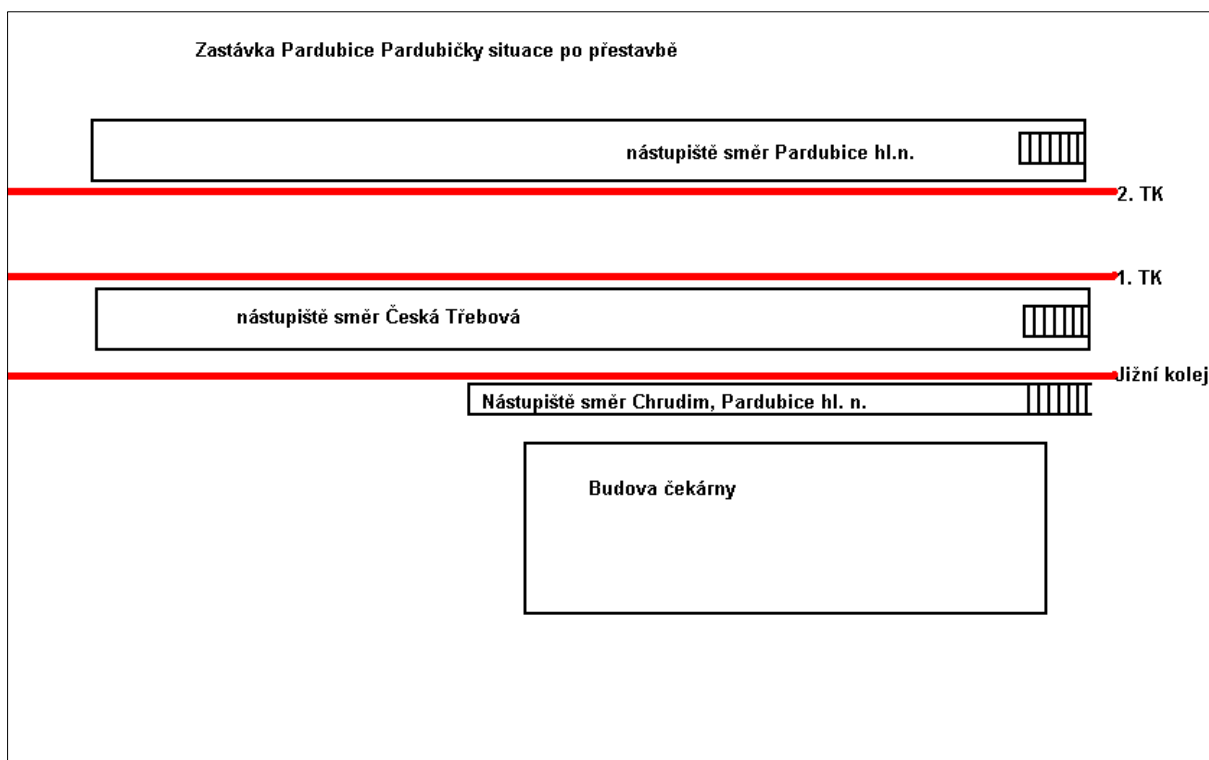 Zastávka Pardubice Pardubičky situace po přestavbě
nástupiště směr Pardubice hl.n.
2. TK
1. TK
nástupiště směr Česká Třebová
Jižní kolej
Nástupiště směr Chrudim, Pardubice hl. n.
Budova čekárny